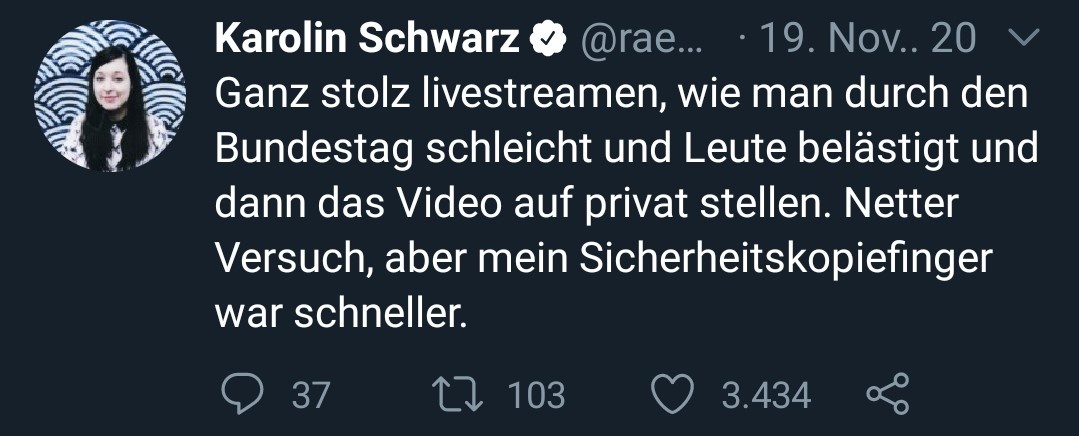 Karolin Schwarz @rae... · 19. Nov.. 20
Ganz stolz livestreamen, wie man durch den
Bundestag schleicht und Leute belästigt und
dann das Video auf privat stellen. Netter
Versuch, aber mein Sicherheitskopiefinger
war schneller.
37 103 3.434